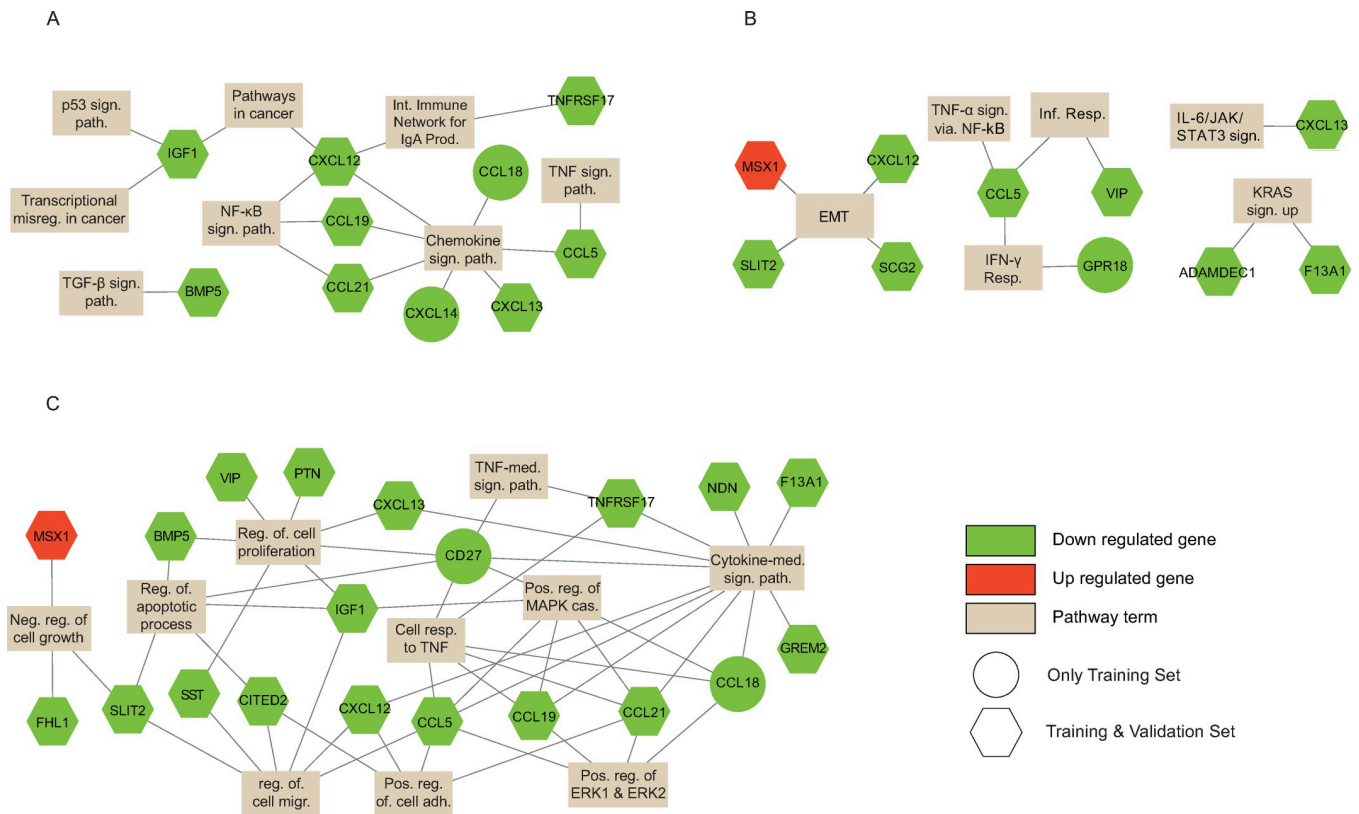 A
B
p53 sign.
path.
Pathways
in cancer
Int. Immune
Network for
IgA Prod.
TNFRSF17
IGF1
CXCL12
CCL18
TNF sign.
path.
Transcriptional
misreg. in cancer
NF-κB
sign. path.
CCL19
Chemokine
sign. path.
CCL5
TGF-β sign.
path.
BMP5
CCL21
CXCL14
CXCL13
TNF-α sign.
via. NF-kB
Inf. Resp.
IL-6/JAK/
STAT3 sign.
CXCL13
MSX1
CXCL12
CCL5
VIP
KRAS
sign. up
EMT
SLIT2
SCG2
IFN-γ
Resp.
GPR18
ADAMDEC1
F13A1
C
VIP
PTN
CXCL13
TNF-med.
sign. path.
TNFRSF17
NDN
F13A1
MSX1
BMP5
Reg. of. cell
proliferation
CD27
Cytokine-med.
sign. path.
Neg. reg. of
cell growth
Reg. of.
apoptotic
process
IGF1
Pos. reg. of
MAPK cas.
Cell resp.
to TNF
GREM2
FHL1
SLIT2
SST
CITED2
CXCL12
CCL5
CCL19
CCL21
CCL18
reg. of.
cell migr.
Pos. reg.
of. cell adh.
Pos. reg. of
ERK1 & ERK2
Down regulated gene
Up regulated gene
Pathway term
Only Training Set
Training & Validation Set